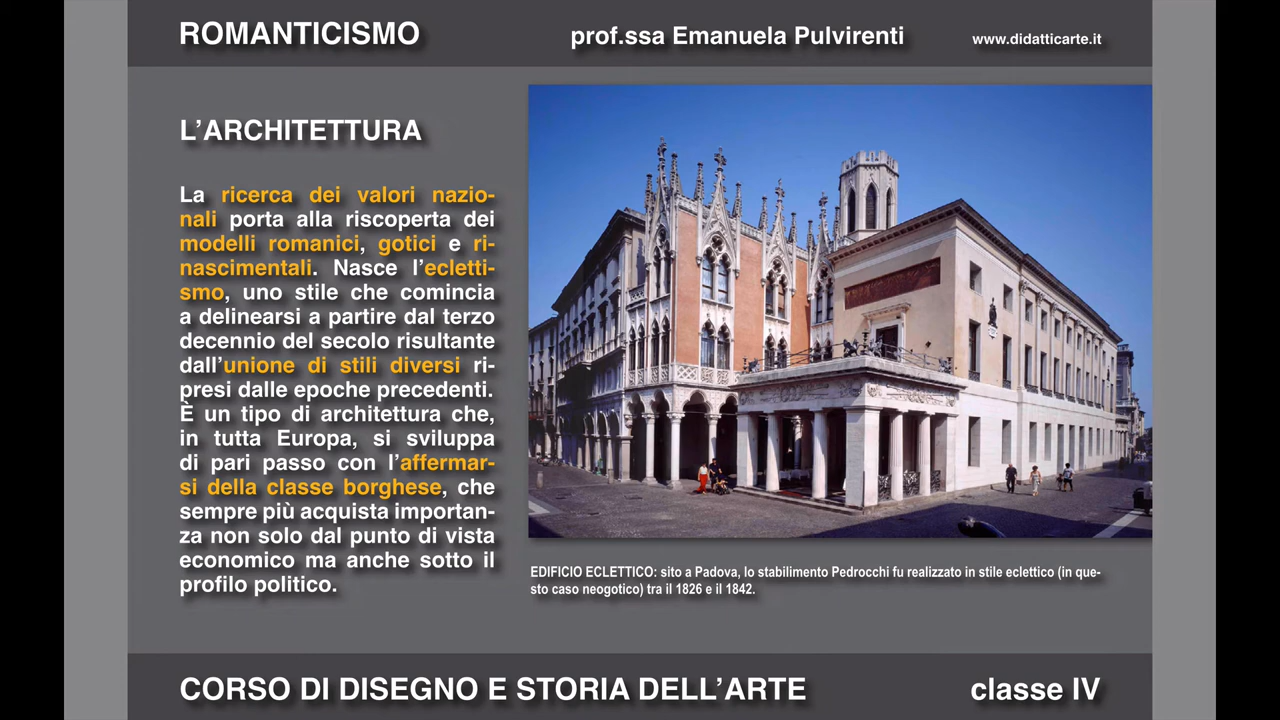 ROMANTICISMO
prof.ssa Emanuela Pulvirenti
www.didatticarte.it
L’ARCHITETTURA
La ricerca dei valori nazio-
nali porta alla riscoperta dei
modelli romanici, gotici e ri-
nascimentali. Nasce l’ecletti-
smo, uno stile che comincia
a delinearsi a partire dal terzo
decennio del secolo risultante
dall’unione di stili diversi ri-
presi dalle epoche precedenti.
È un tipo di architettura che,
in tutta Europa, si sviluppa
di pari passo con l’affermar-
si della classe borghese, che
sempre più acquista importan-
za non solo dal punto di vista
economico ma anche sotto il
profilo politico.
EDIFICIO ECLETTICO: sito a Padova, lo stabilimento Pedrocchi fu realizzato in stile eclettico (in que-
sto caso neogotico) tra il 1826 e il 1842.
CORSO DI DISEGNO E STORIA DELL’ARTE
classe IV